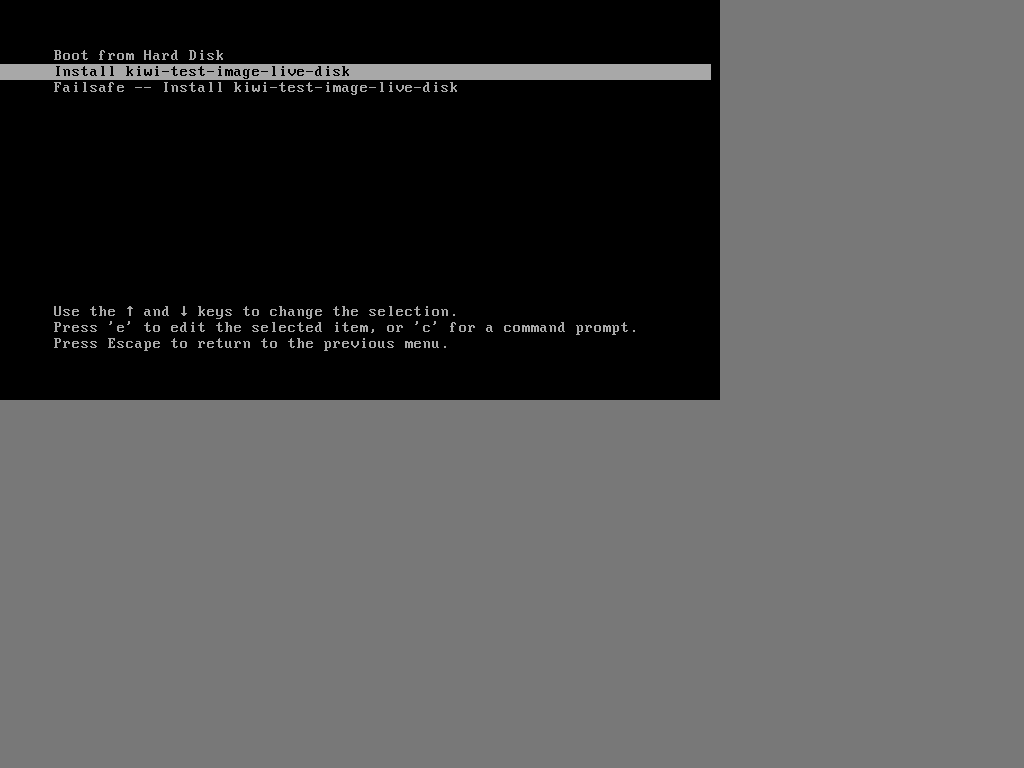 Boot from Hard Disk
Install kiwi-test-image-live-disk
Failsafe -- Install kiwi-test-image-live-disk
Use the ↑ and ↓ keys to change the selection.
Press 'e' to edit the selected item, or 'c' for a command prompt.
Press Escape to return to the previous menu.